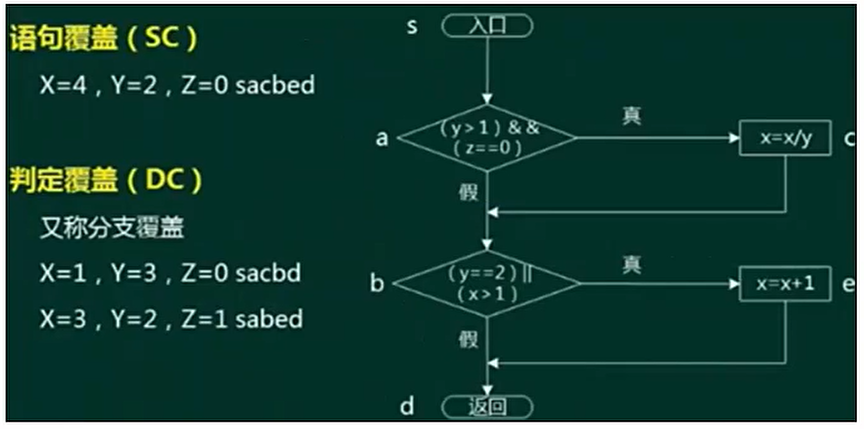 语句覆盖（SC）
X=4，Y=2，Z=0 sacbed
判定覆盖（DC）
又称分支覆盖
X=1，Y=3，Z=0 sacbd
X=3，Y=2，Z=1 sabed
s
入口
a
（y>1）&&
（z==0）
真
x=x/y
c
假
b
（y==2）||
（x>1）
真
x=x+1
e
假
d
返回